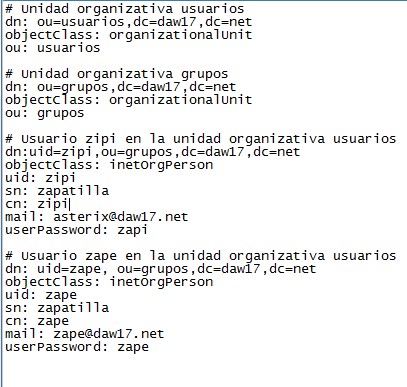 # Unidad organizativa usuarios
dn: ou=usuarios,dc=daw17,dc=net
objectClass: organizationalUnit
ou: usuarios

# Unidad organizativa grupos
dn: ou=grupos,dc=daw17,dc=net
objectClass: organizationalUnit
ou: grupos

# Usuario zipi en la unidad organizativa usuarios
dn:uid=zipi,ou=grupos,dc=daw17,dc=net
objectClass: inetOrgPerson
uid: zipi
sn: zapatilla
cn: zipi
mail: asterix@daw17.net
userPassword: zapi

# Usuario zape en la unidad organizativa usuarios
dn: uid=zape, ou=grupos,dc=daw17,dc=net
objectClass: inetOrgPerson
uid: zape
sn: zapatilla
cn: zape
mail: zape@daw17.net
userPassword: zape